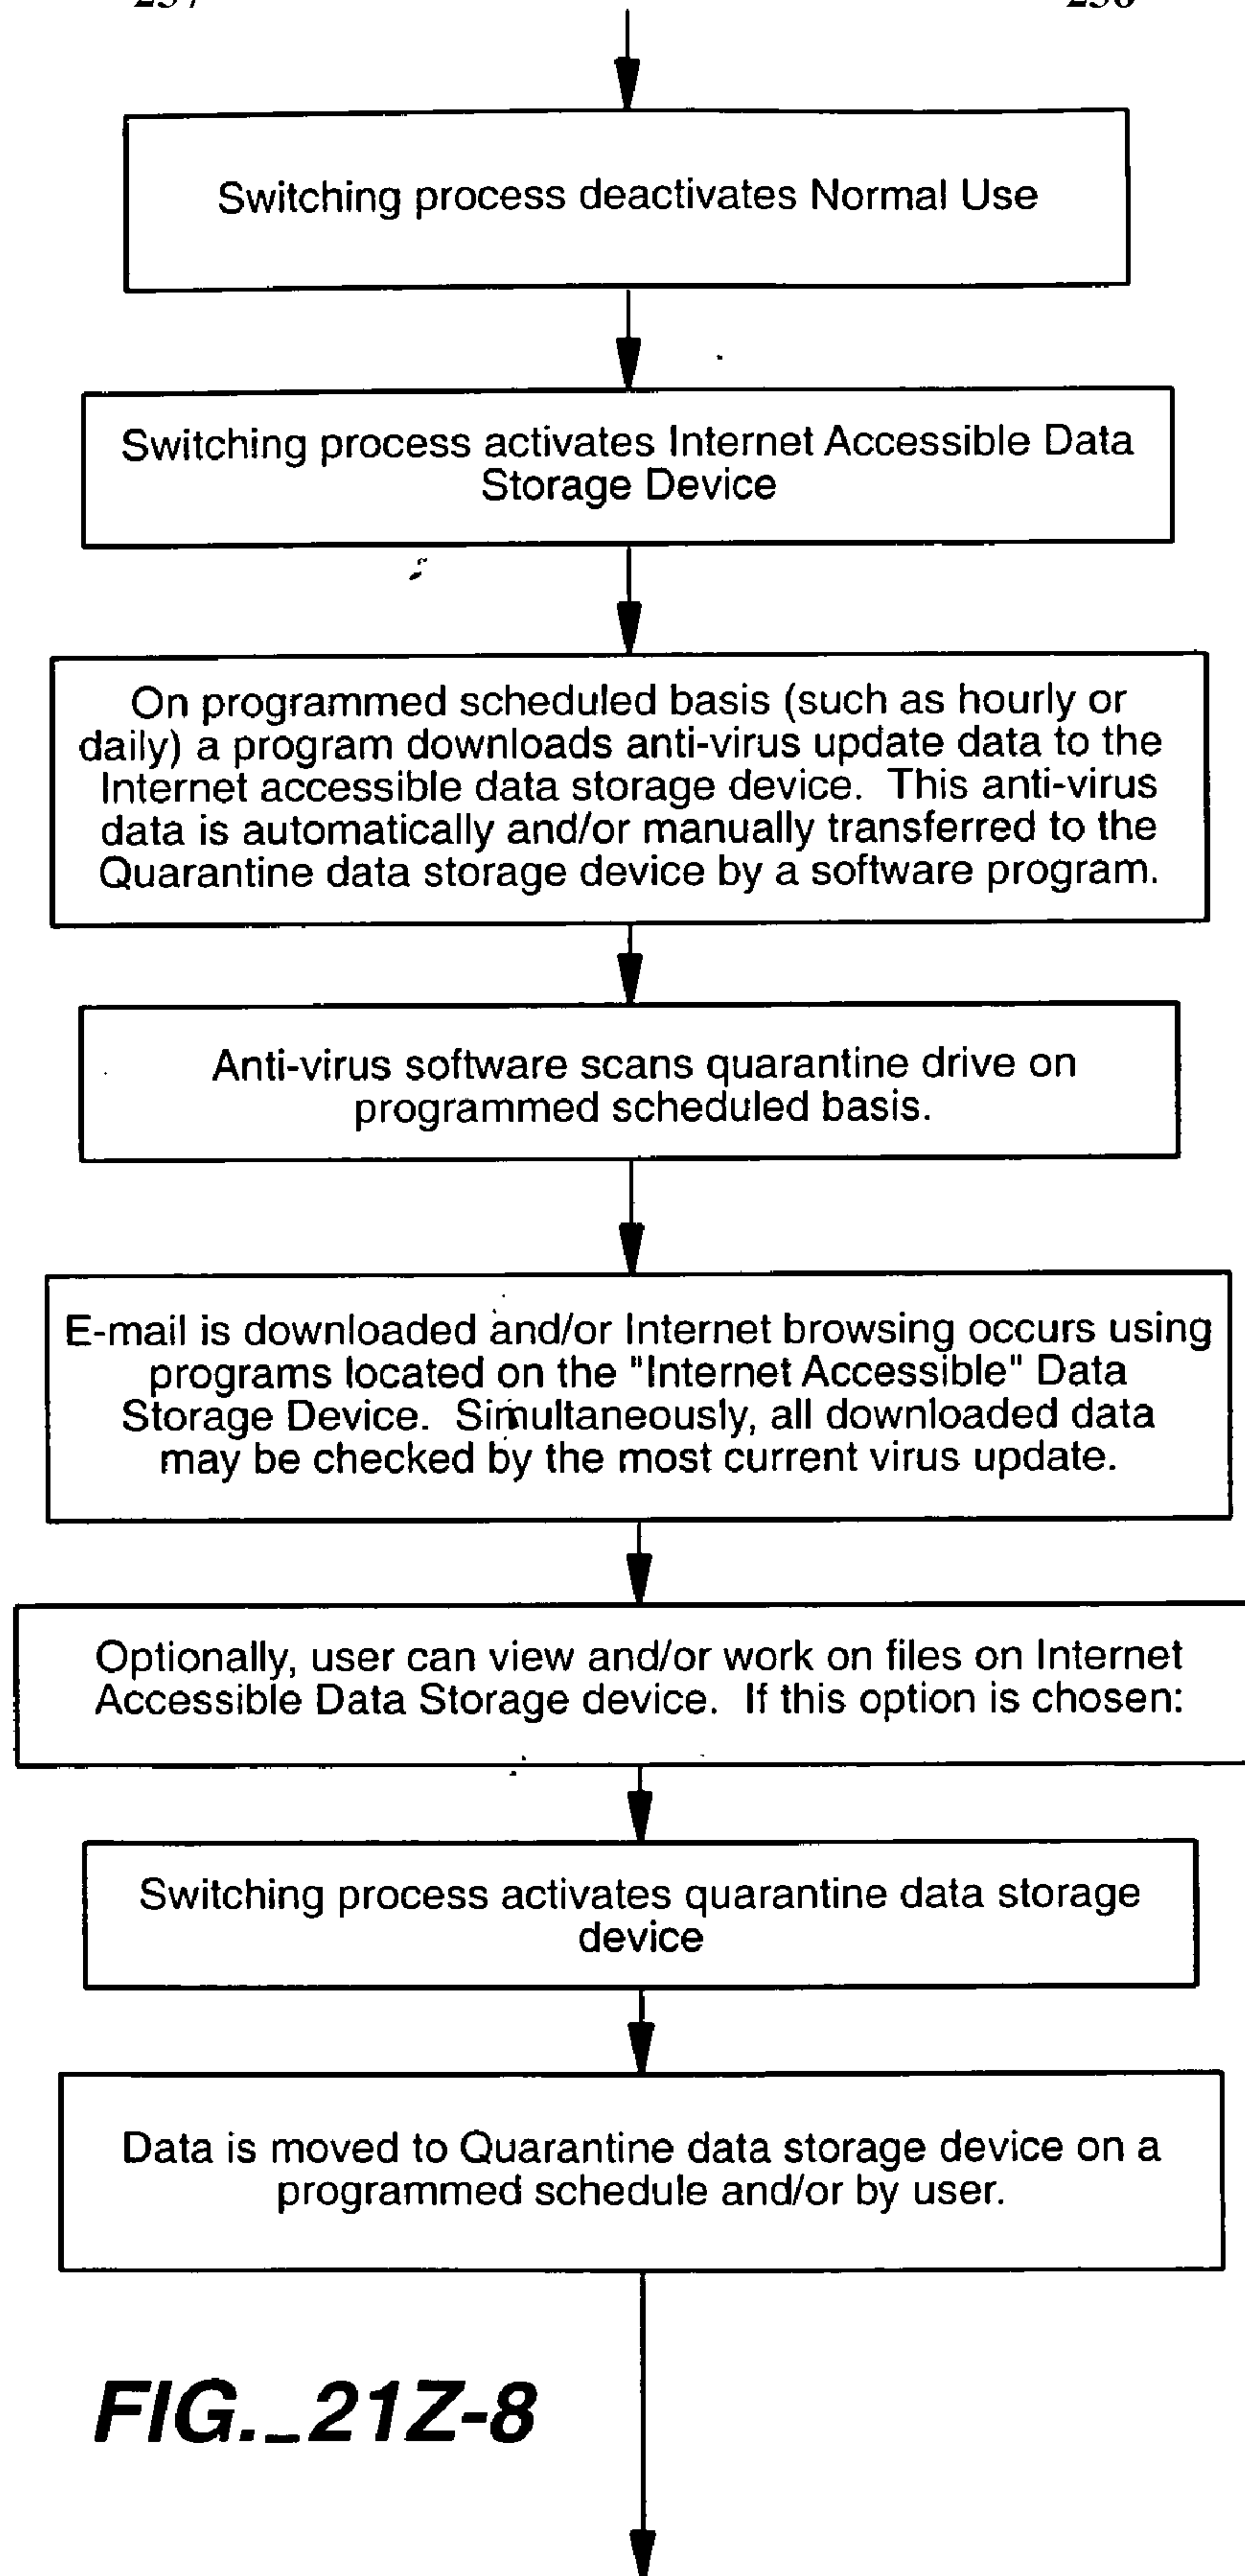 Switching process deactivates Normal Use
Switching process activates Internet Accessible Data
Storage Device
On programmed scheduled basis (such as hourly or
daily) a program downloads anti-virus update data to the
Internet accessible data storage device. This anti-virus
data is automatically and/or manually transferred to the
Quarantine data storage device by a software program.
Anti-virus software scans quarantine drive on
programmed scheduled basis.
E-mail is downloaded and/or Internet browsing occurs using
programs located on the "Internet Accessible" Data
Storage Device. Simultaneously, all downloaded data
may be checked by the most current virus update.
Optionally, user can view and/or work on files on Internet
Accessible Data Storage device. If this option is chosen:
Switching process activates quarantine data storage
device
Data is moved to Quarantine data storage device on a
programmed schedule and/or by user.
FIG._21Z-8